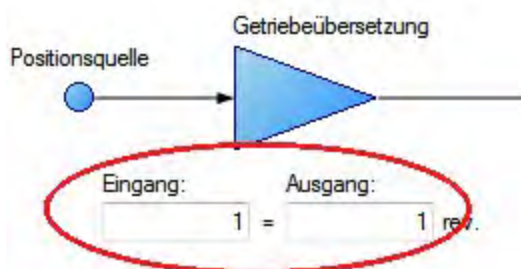 Getriebeübersetzung
Positionsquelle
Eingang: Ausgang:
1 = 1 rev.